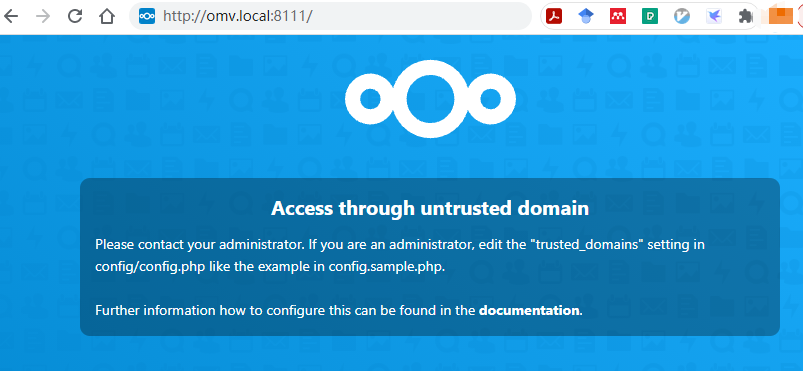 http://omv.local:8111/
Access through untrusted domain
Please contact your administrator. If you are an administrator, edit the "trusted_domains" setting in
config/config.php like the example in config.sample.php.
Further information how to configure this can be found in the documentation.